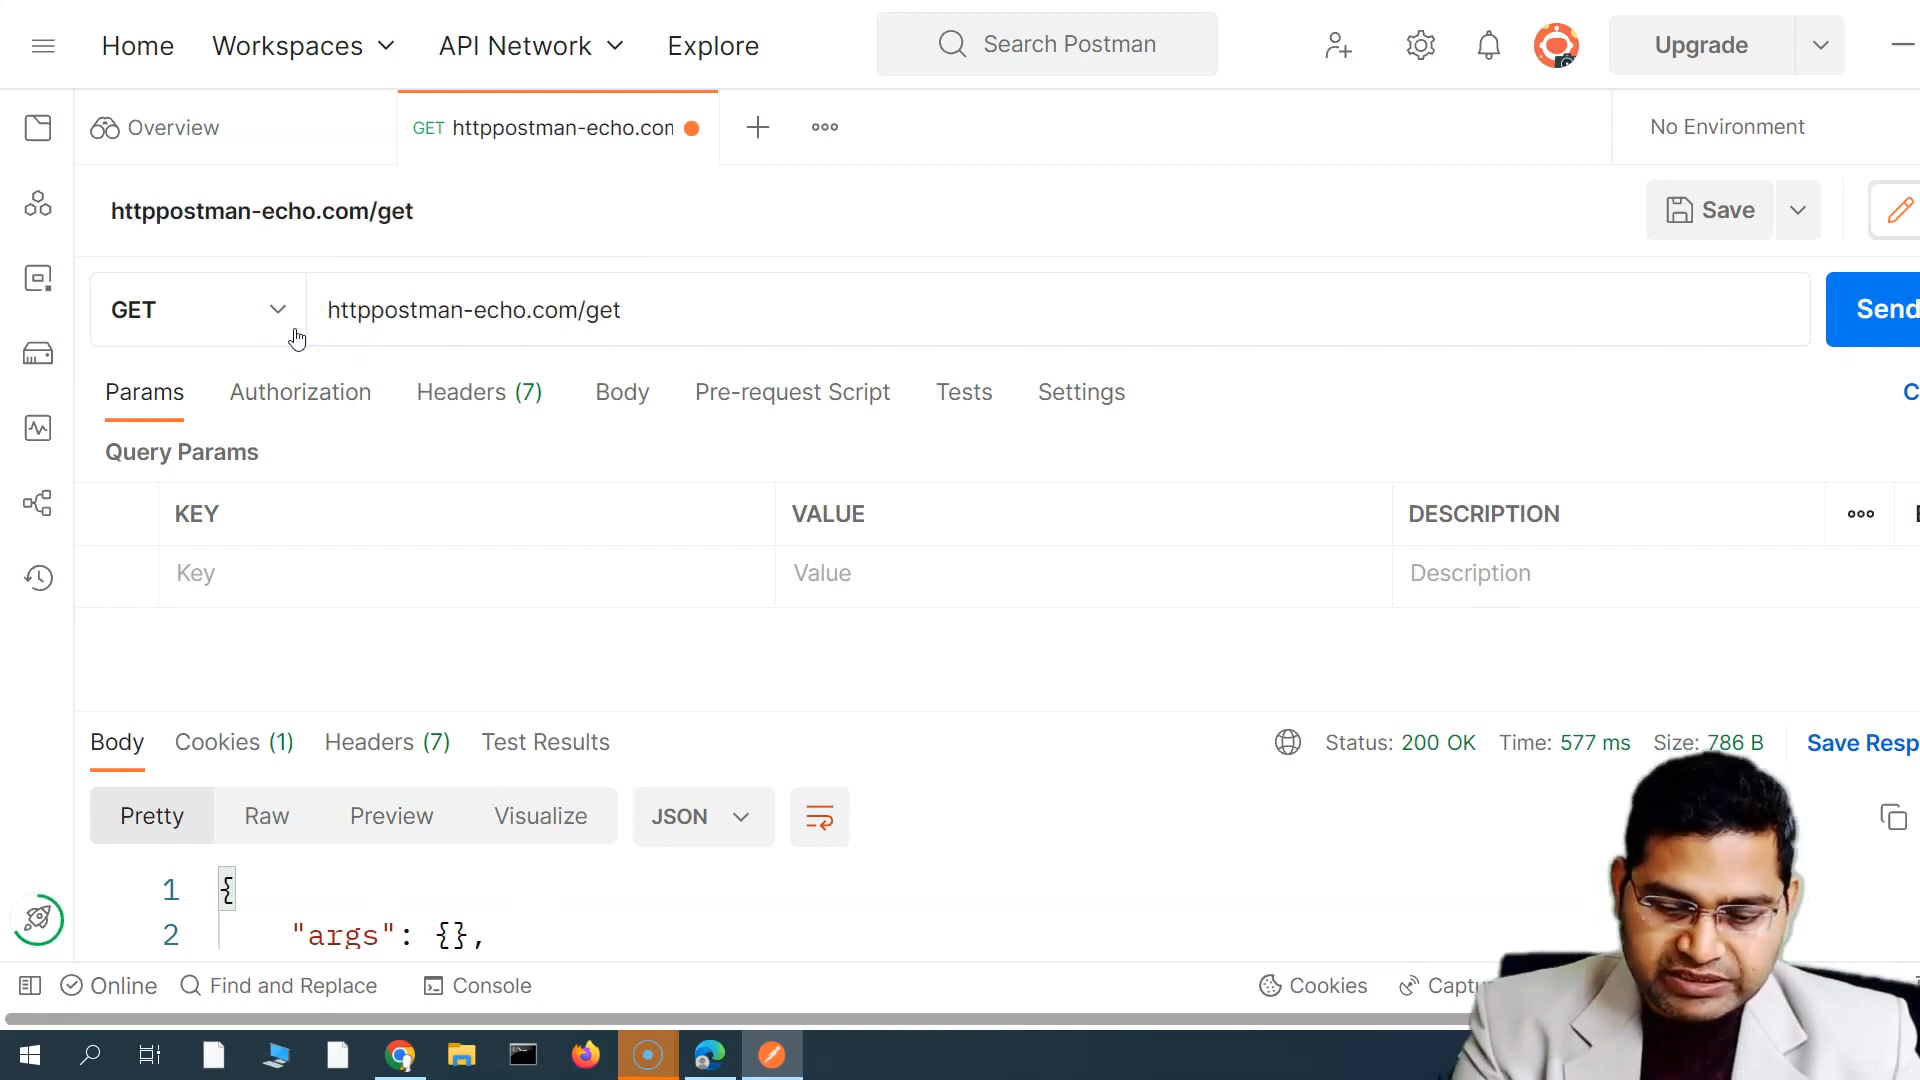 Home Workspaces API Network Explore Search Postman Upgrade
Overview GET httppostman-echo.con No Environment
httppostman-echo.com/get Save
GET httppostman-echo.com/get Send
Params Authorization Headers (7) Body Pre-request Script Tests Settings C
Query Params
KEY VALUE DESCRIPTION
Key Value Description
Body Cookies (1) Headers (7) Test Results Status: 200 OK Time: 577 ms Size: 786 B Save Resp
Pretty Raw Preview Visualize JSON
1 {
2 "args": {},
Online Find and Replace Console Cookies Captu